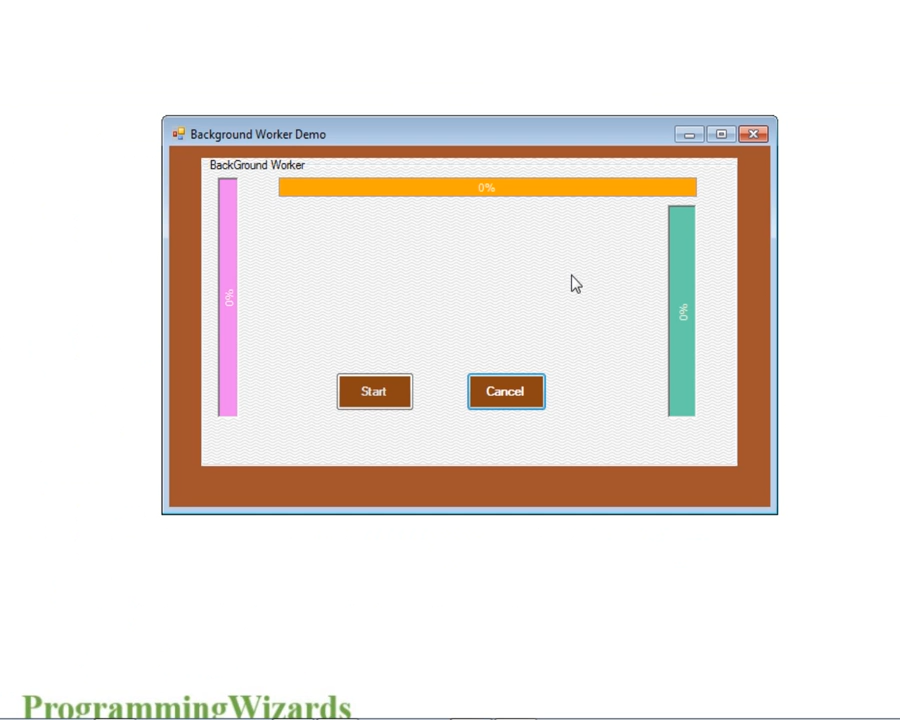 Background Worker Demo
BackGround Worker
0%
0%
0%
Start
Cancel
ProgrammingWizards